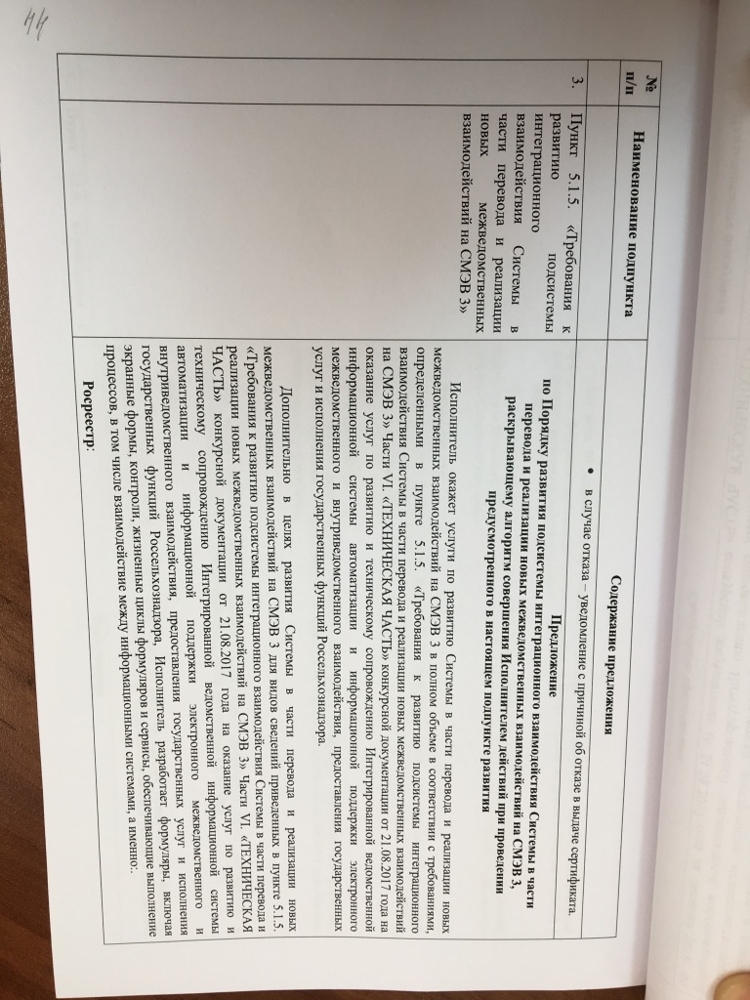 №
п/п
Наименование подпункта
Содержание предложения
• в случае отказа – уведомление с причиной об отказе в выдаче сертификата.
3.
Пункт 5.1.5. «Требования к
развитию подсистемы
интеграционного
взаимодействия Системы в
части перевода и реализации
новых межведомственных
взаимодействий на СМЭВ 3»
Предложение
по Порядку развития подсистемы интеграционного взаимодействия Системы в части
перевода и реализации новых межведомственных взаимодействий на СМЭВ 3,
раскрывающему алгоритм совершения Исполнителем действий при проведении
предусмотренного в настоящем подпункте развития
Исполнитель окажет услуги по развитию Системы в части перевода и реализации новых
межведомственных взаимодействий на СМЭВ 3 в полном объеме в соответствии с требованиями,
определенными в пункте 5.1.5. «Требования к развитию подсистемы интеграционного
взаимодействия Системы в части перевода и реализации новых межведомственных взаимодействий
на СМЭВ 3» Части VI. «ТЕХНИЧЕСКАЯ ЧАСТЬ» конкурсной документации от 21.08.2017 года на
оказание услуг по развитию и техническому сопровождению Интегрированной ведомственной
информационной системы автоматизации и информационной поддержки электронного
межведомственного и внутриведомственного взаимодействия, предоставления государственных
услуг и исполнения государственных функций Россельхознадзора.
Дополнительно в целях развития Системы в части перевода и реализации новых
межведомственных взаимодействий на СМЭВ 3 для видов сведений приведенных в пункте 5.1.5.
«Требования к развитию подсистемы интеграционного взаимодействия Системы в части перевода и
реализации новых межведомственных взаимодействий на СМЭВ 3» Части VI. «ТЕХНИЧЕСКАЯ
ЧАСТЬ» конкурсной документации от 21.08.2017 года на оказание услуг по развитию и
техническому сопровождению Интегрированной ведомственной информационной системы
автоматизации и информационной поддержки электронного межведомственного и
внутриведомственного взаимодействия, предоставления государственных услуг и исполнения
государственных функций Россельхознадзора, Исполнитель разработает формуляры, включая
экранные формы, контроли, жизненные циклы формуляров и сервисы, обеспечивающие выполнение
процессов, в том числе взаимодействие между информационными системами, а именно:.
Росреестр: